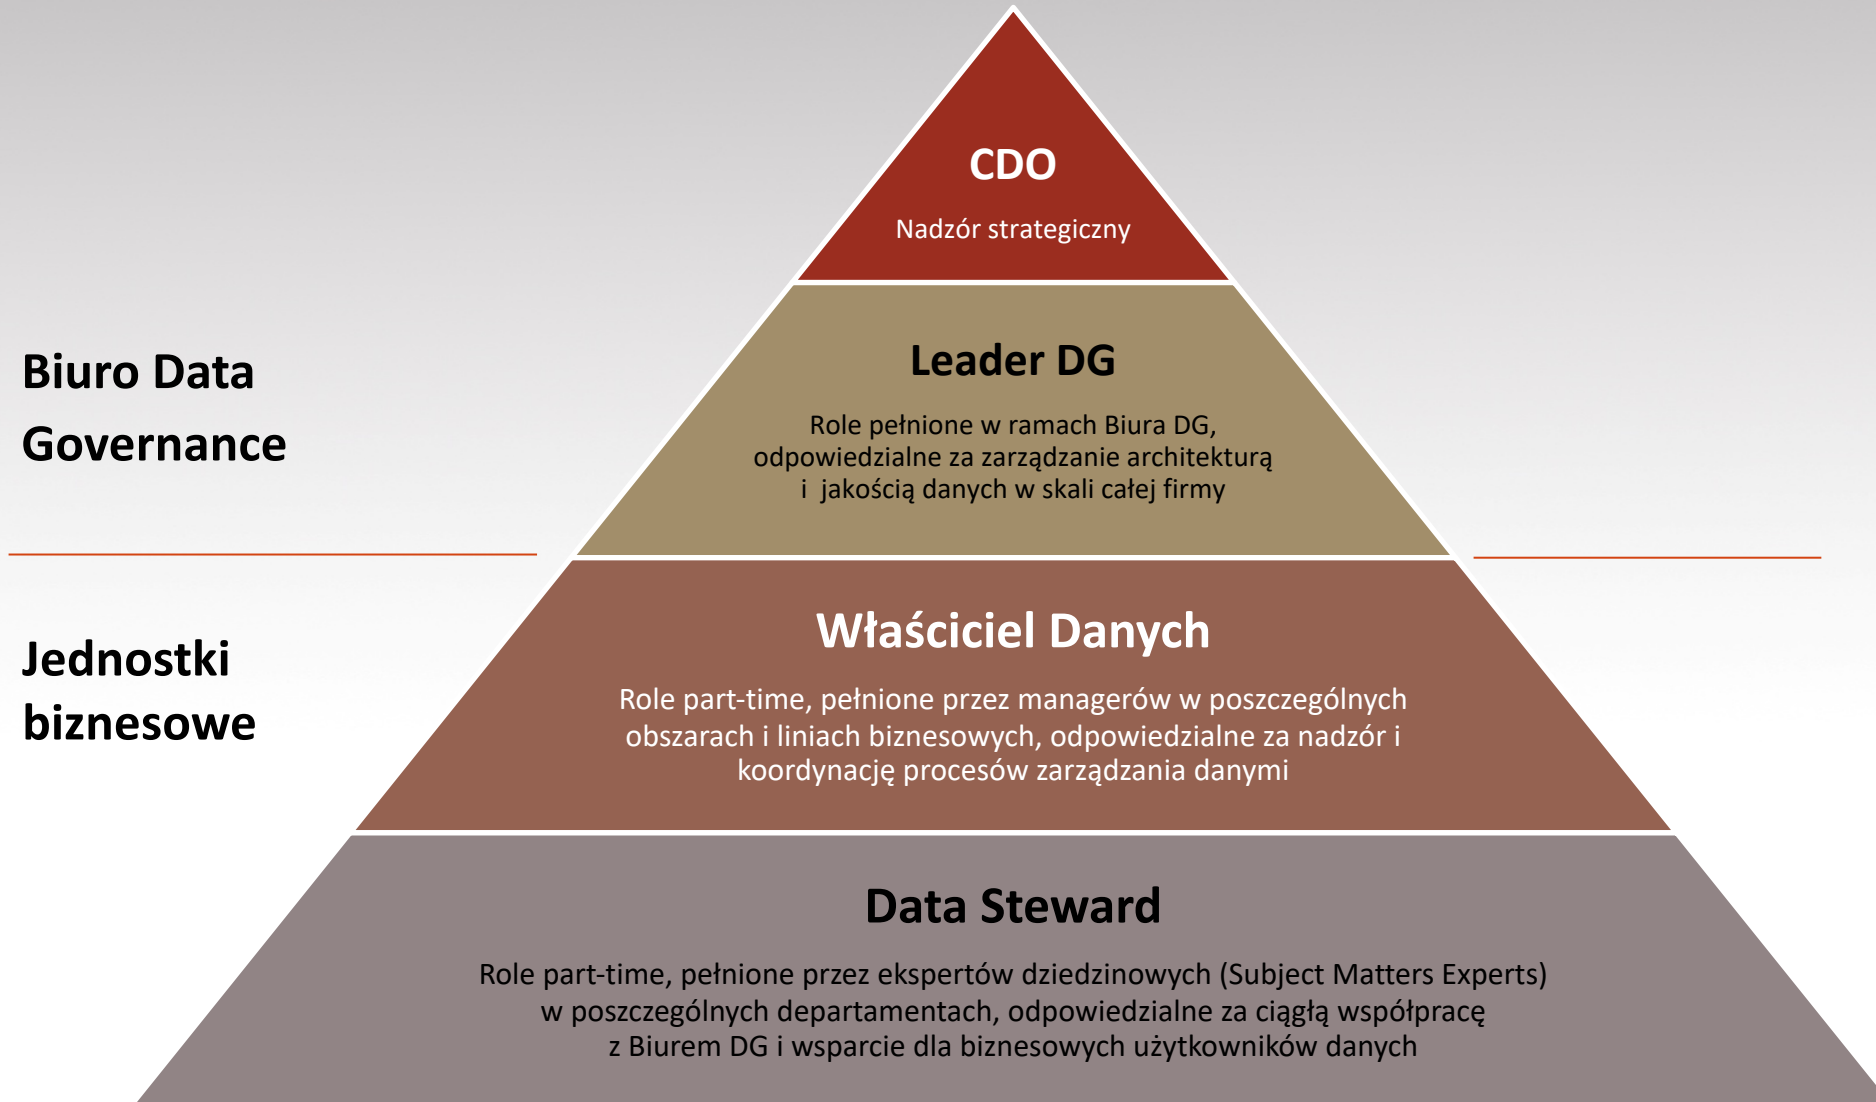 CDO
Nadzór strategiczny
Biuro Data
Governance
Leader DG
Role pełnione w ramach Biura DG,
odpowiedzialne za zarządzanie architekturą
i jakością danych w skali całej firmy
Jednostki
biznesowe
Właściciel Danych
Role part-time, pełnione przez managerów w poszczególnych
obszarach i liniach biznesowych, odpowiedzialne za nadzór i
koordynację procesów zarządzania danymi
Data Steward
Role part-time, pełnione przez ekspertów dziedzinowych (Subject Matters Experts)
w poszczególnych departamentach, odpowiedzialne za ciągłą współpracę
z Biurem DG i wsparcie dla biznesowych użytkowników danych